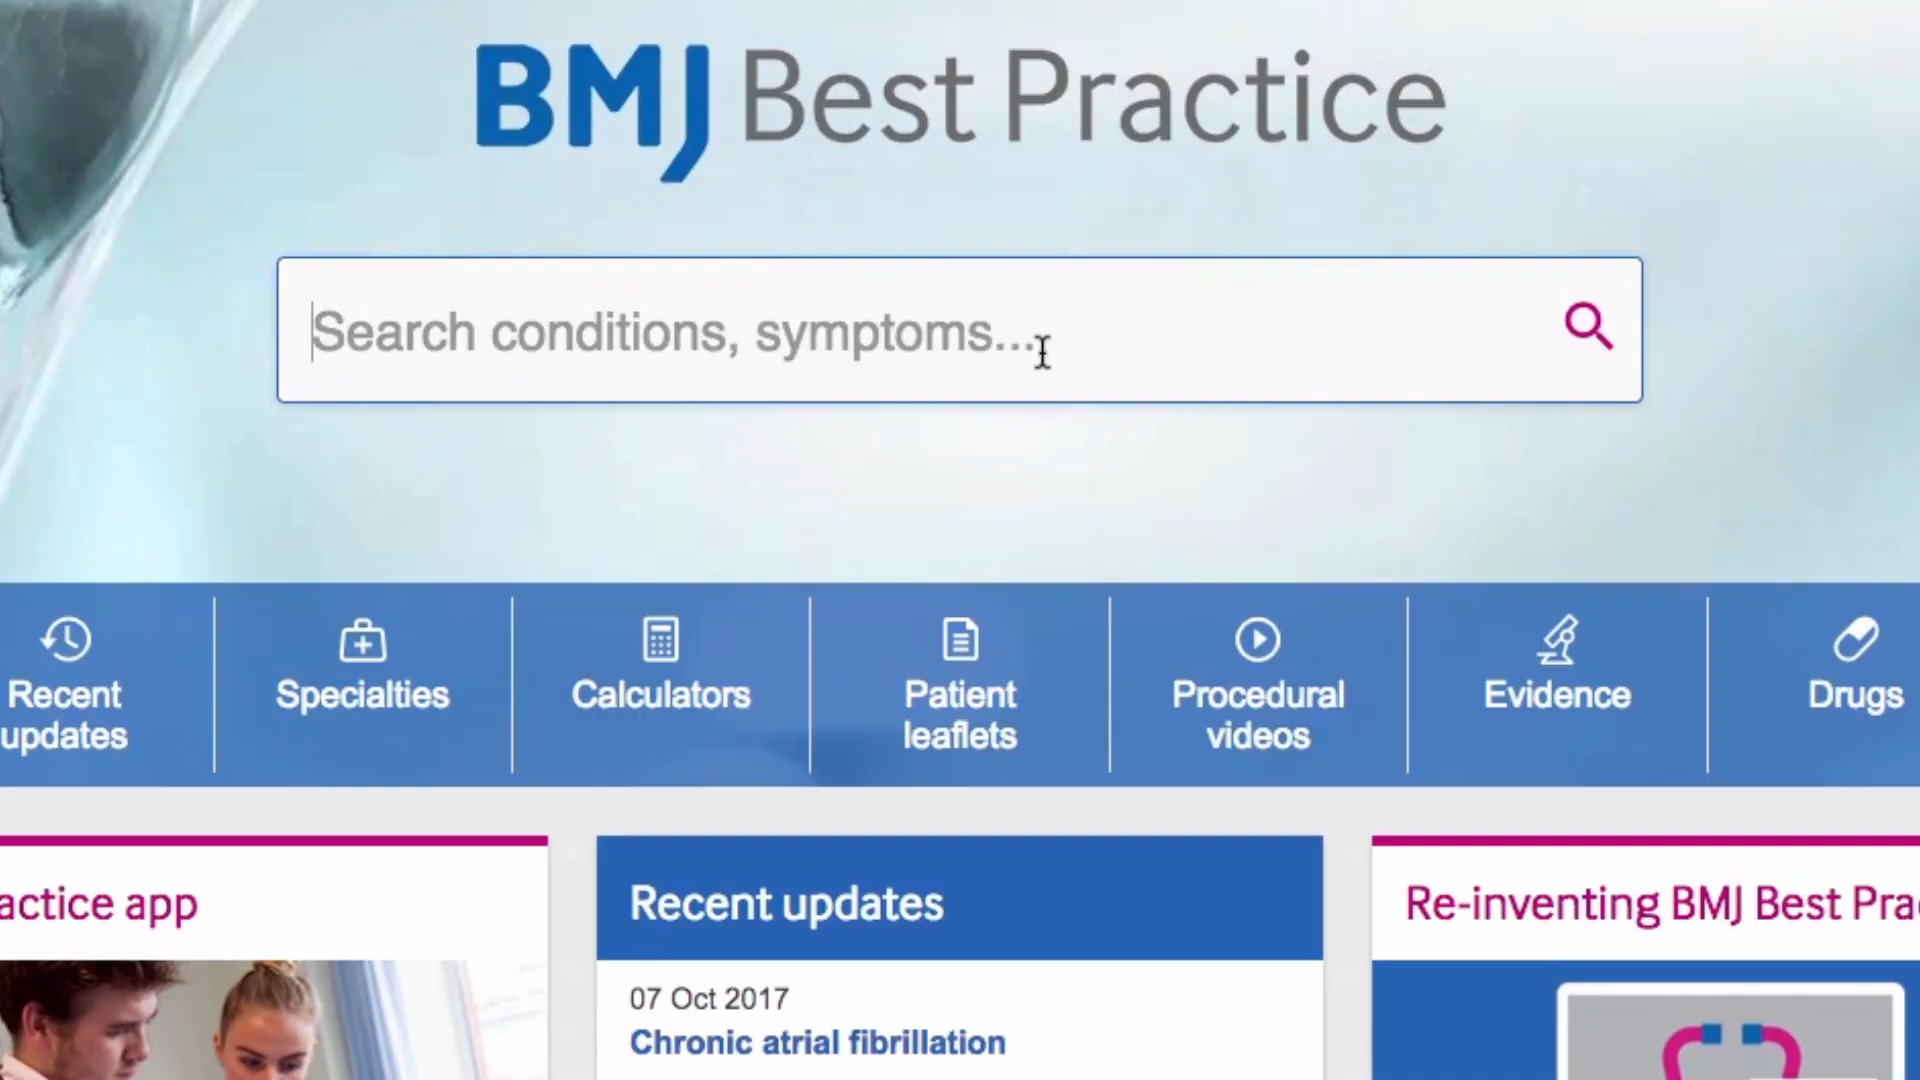 BMJ Best Practice
Search conditions, symptoms...
Recent
updates
Specialties
Calculators
Patient
leaflets
Procedural
videos
Evidence
Drugs
actice app
Recent updates
Re-inventing BMJ Best Pra
07 Oct 2017
Chronic atrial fibrillation